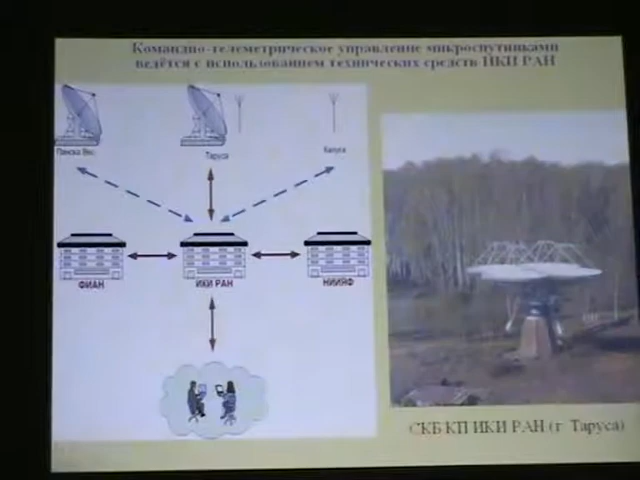 Командно-телеметрическое управление микроспутниками
ведётся с использованием технических средств ИКИ РАН
Таруса
Калуга
ФИАН
ИКИ РАН
НИИЯФ
СКБ КП ИКИ РАН (г. Таруса)